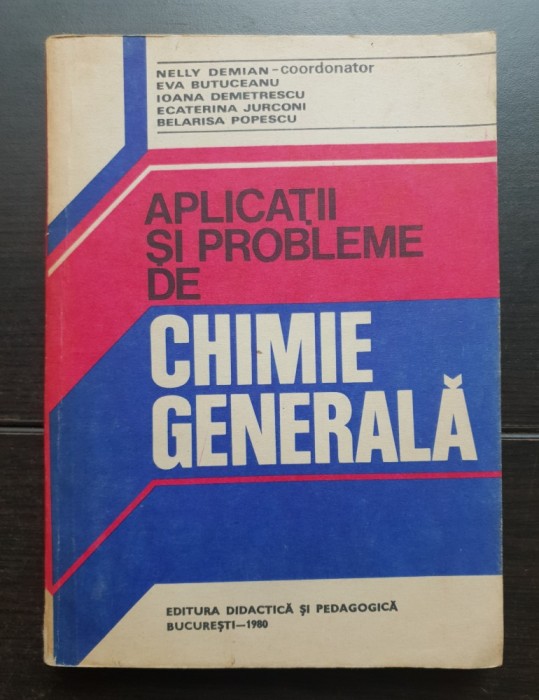 NELLY DEMIAN – coordonator
EVA BUTUCEANU
IOANA DEMETRESCU
ECATERINA JURCONI
BELARISA POPESCU
APLICAȚII
ȘI PROBLEME
DE
CHIMIE
GENERALĂ
EDITURA DIDACTICĂ ȘI PEDAGOGICĂ
BUCUREȘTI—1980